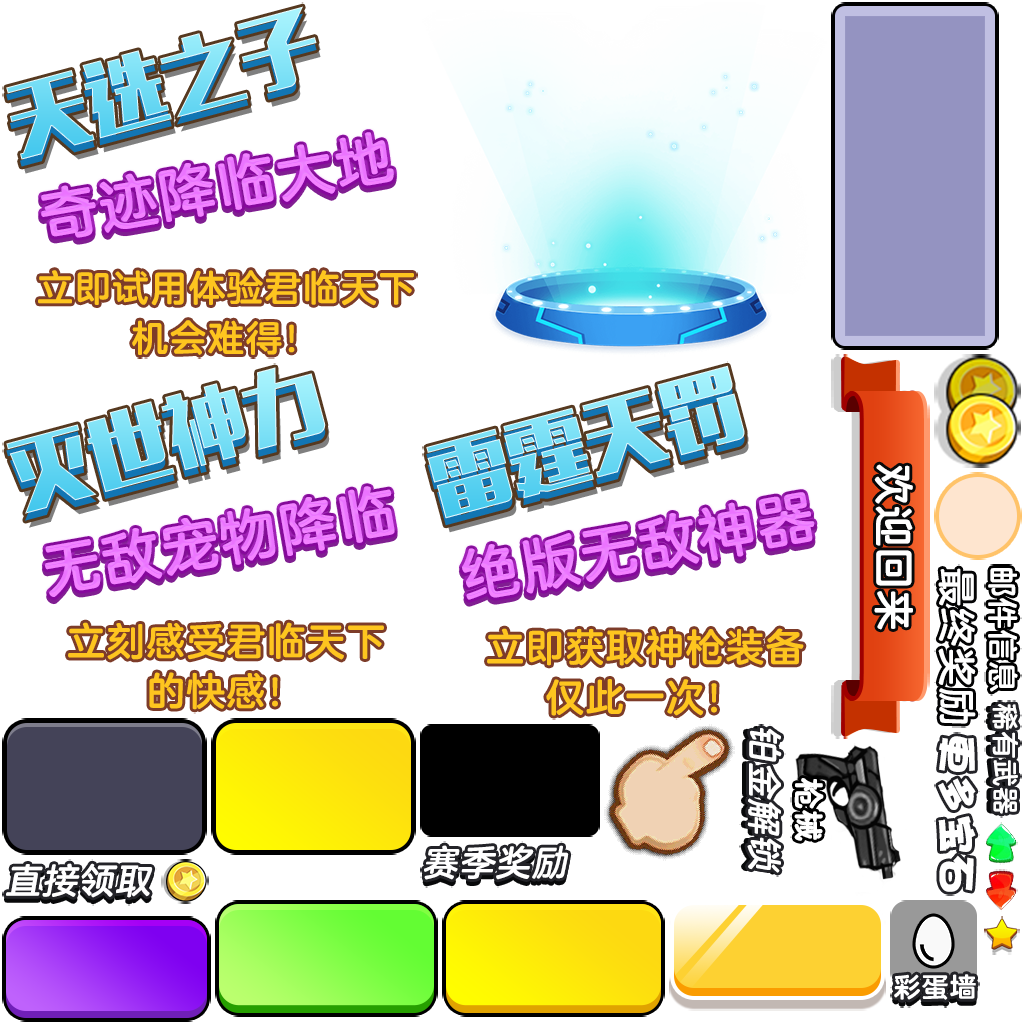 天选之子
奇迹降临大地
立即试用体验君临天下
机会难得!
灭世神力
无敌宠物降临
立刻感受君临天下
的快感!
雷霆天罚
绝版无敌神器
立即获取神枪装备
仅此一次!
欢迎回来
邮件信息
最终奖励
稀有武器
更多宝石
铂金解锁
枪械
直接领取
赛季奖励
彩蛋墙